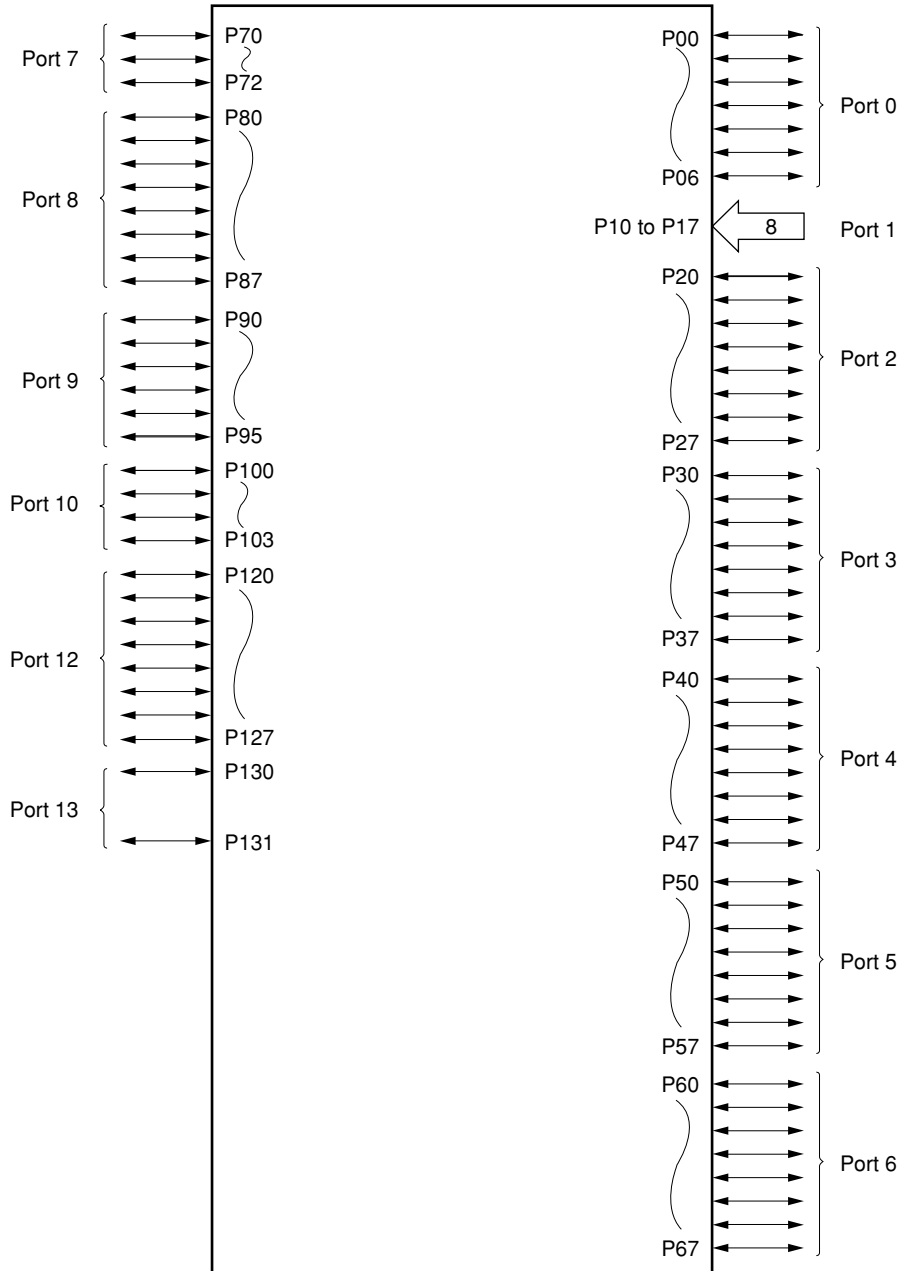 Port 7
P70
P72
Port 8
P80
P87
Port 9
P90
P95
Port 10
P100
P103
Port 12
P120
P127
Port 13
P130
P131
P00
P06
Port 0
P10 to P17
8
Port 1
P20
P27
Port 2
P30
P37
Port 3
P40
P47
Port 4
P50
P57
Port 5
P60
P67
Port 6